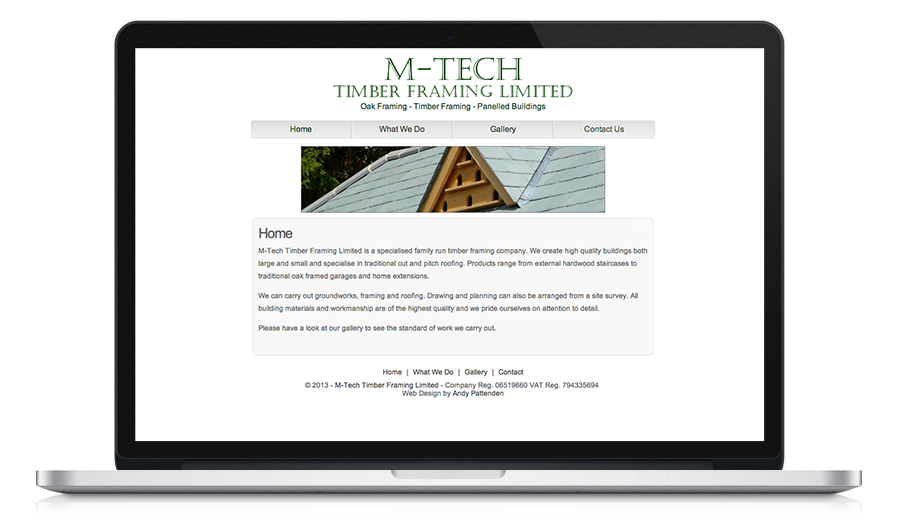 M-TECH
TIMBER FRAMING LIMITED
Oak Framing - Timber Framing - Panelled Buildings
Home What We Do Gallery Contact Us
Home
M-Tech Timber Framing Limited is a specialised family run timber framing company. We create high quality buildings both
large and small and specialise in traditional cut and pitch roofing. Products range from external hardwood staircases to
traditional oak framed garages and home extensions.
We can carry out groundworks, framing and roofing. Drawing and planning can also be arranged from a site survey. All
building materials and workmanship are of the highest quality and we pride ourselves on attention to detail.
Please have a look at our gallery to see the standard of work we carry out.
Home | What We Do | Gallery | Contact
© 2013 - M-Tech Timber Framing Limited - Company Reg. 06519660 VAT Reg. 794335694
Web Design by Andy Pattenden